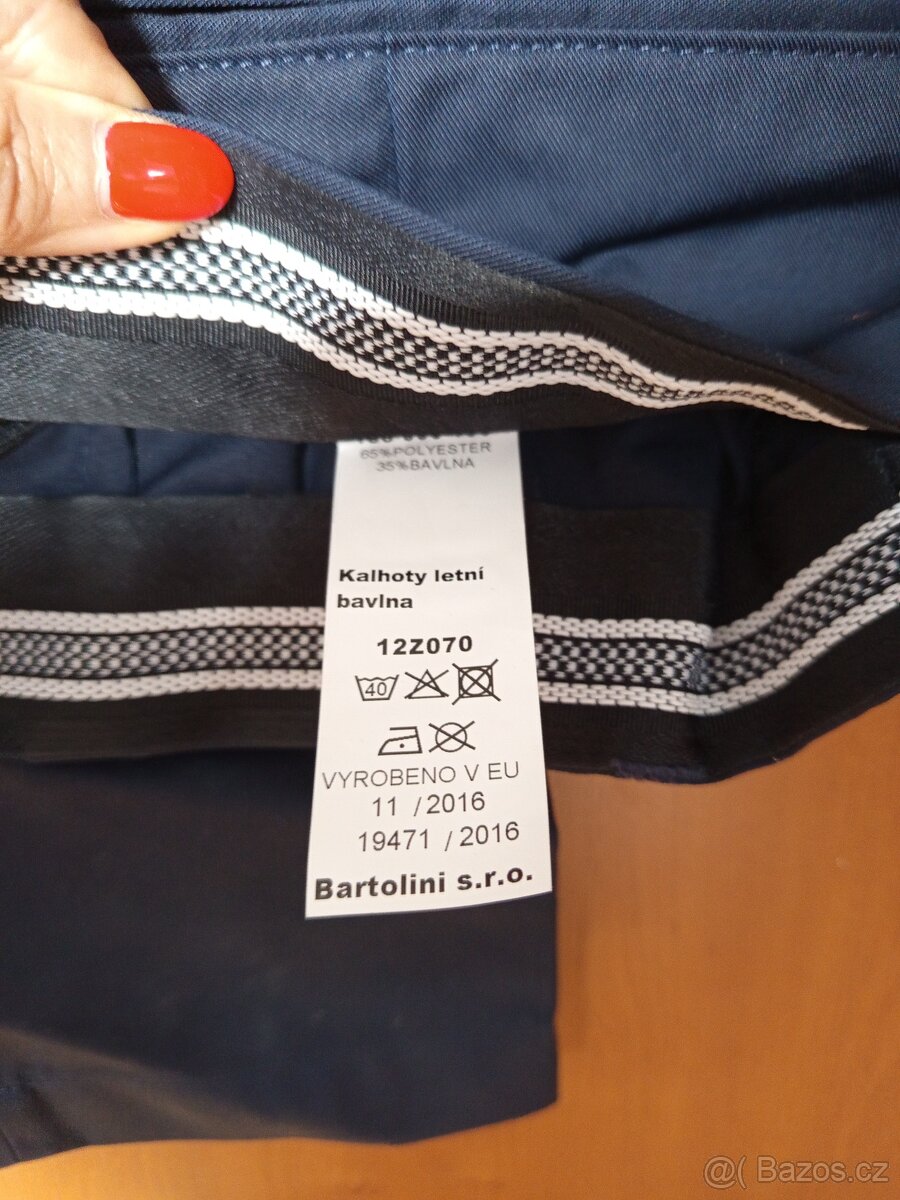 65%POLYESTER
35%BAVLNA
Kalhoty letní
bavlna
12Z070
40
VYROBENO V EU
11 / 2016
19471 / 2016
Bartolini s.r.o.
@( Bazos.cz